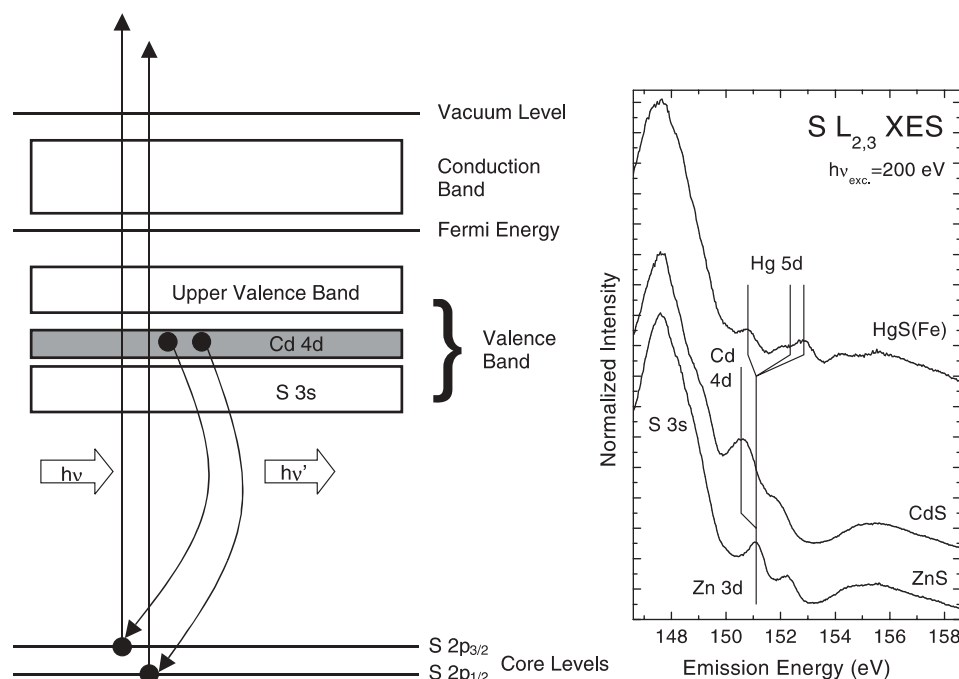 Vacuum Level
Conduction
Band
Fermi Energy
Upper Valence Band
Cd 4d
S 3s
Valence
Band
hν
hν'
S 2p3/2
S 2p1/2
Core Levels
S L2,3 XES
hνexc.=200 eV
Hg 5d
HgS(Fe)
Cd
4d
S 3s
CdS
ZnS
Zn 3d
Normalized Intensity
148 150 152 154 156 158
Emission Energy (eV)